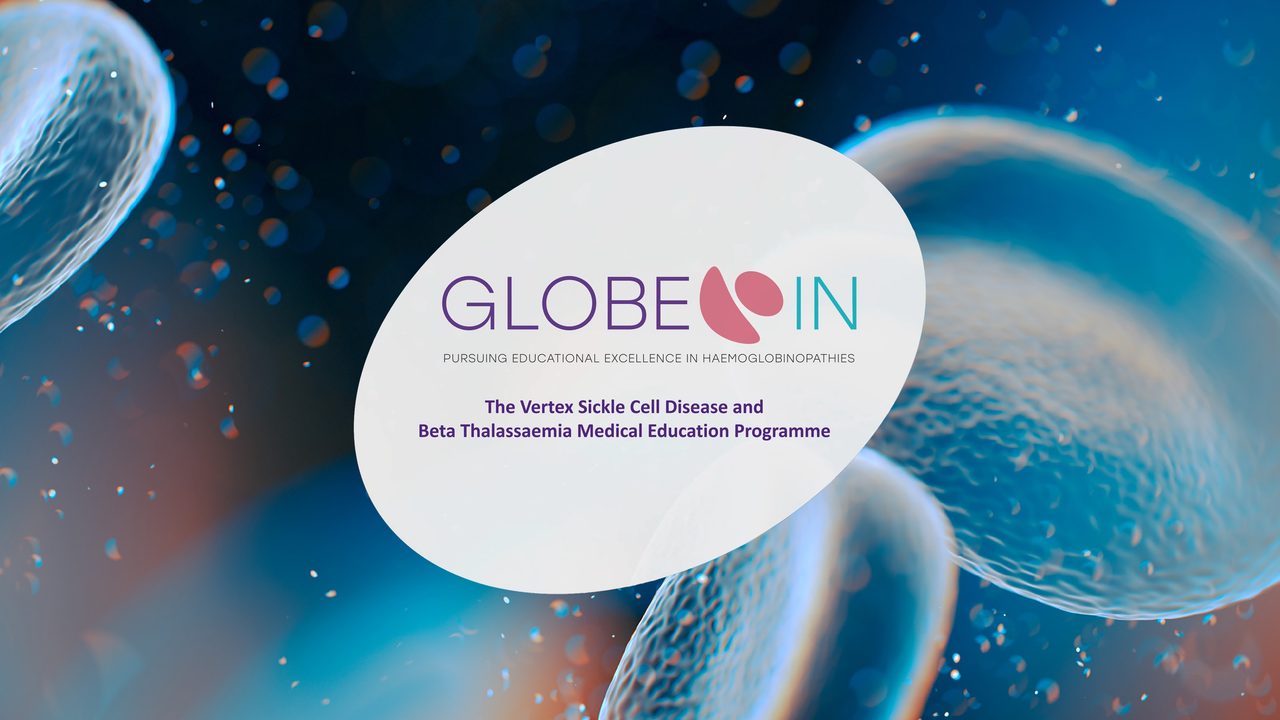 GLOBE IN
PURSUING EDUCATIONAL EXCELLENCE IN HAEMOGLOBINOPATHIES
The Vertex Sickle Cell Disease and
Beta Thalassaemia Medical Education Programme